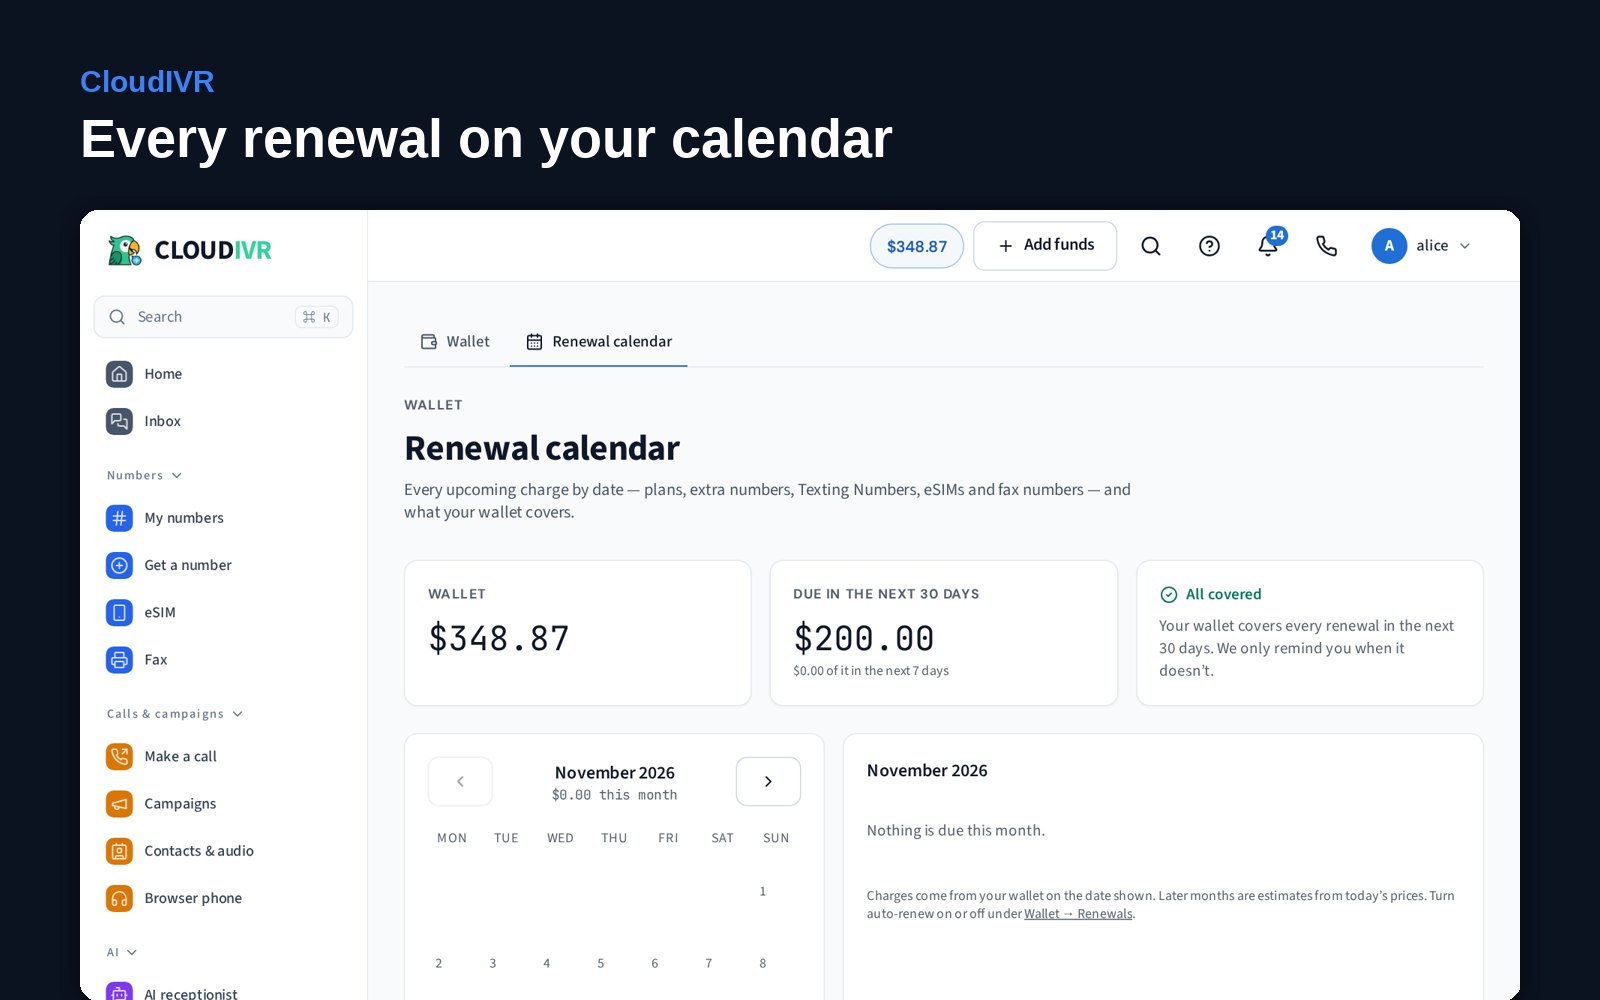 CloudIVR
Every renewal on your calendar
CLOUDIVR
$348.87
Add funds
14
A
alice
Search
⌘ K
Home
Inbox
Numbers
My numbers
Get a number
eSIM
Fax
Calls & campaigns
Make a call
Campaigns
Contacts & audio
Browser phone
AI
AI receptionist
Wallet
Renewal calendar
WALLET
Renewal calendar
Every upcoming charge by date — plans, extra numbers, Texting Numbers, eSIMs and fax numbers — and
what your wallet covers.
WALLET
$348.87
DUE IN THE NEXT 30 DAYS
$200.00
$0.00 of it in the next 7 days
All covered
Your wallet covers every renewal in the next
30 days. We only remind you when it
doesn’t.
November 2026
$0.00 this month
MON TUE WED THU FRI SAT SUN
1
2 3 4 5 6 7 8
November 2026
Nothing is due this month.
Charges come from your wallet on the date shown. Later months are estimates from today’s prices. Turn
auto-renew on or off under Wallet → Renewals.